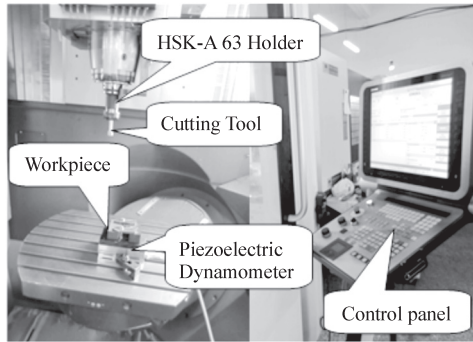 HSK-A 63 Holder
Cutting Tool
Workpiece
Piezoelectric
Dynamometer
Control panel